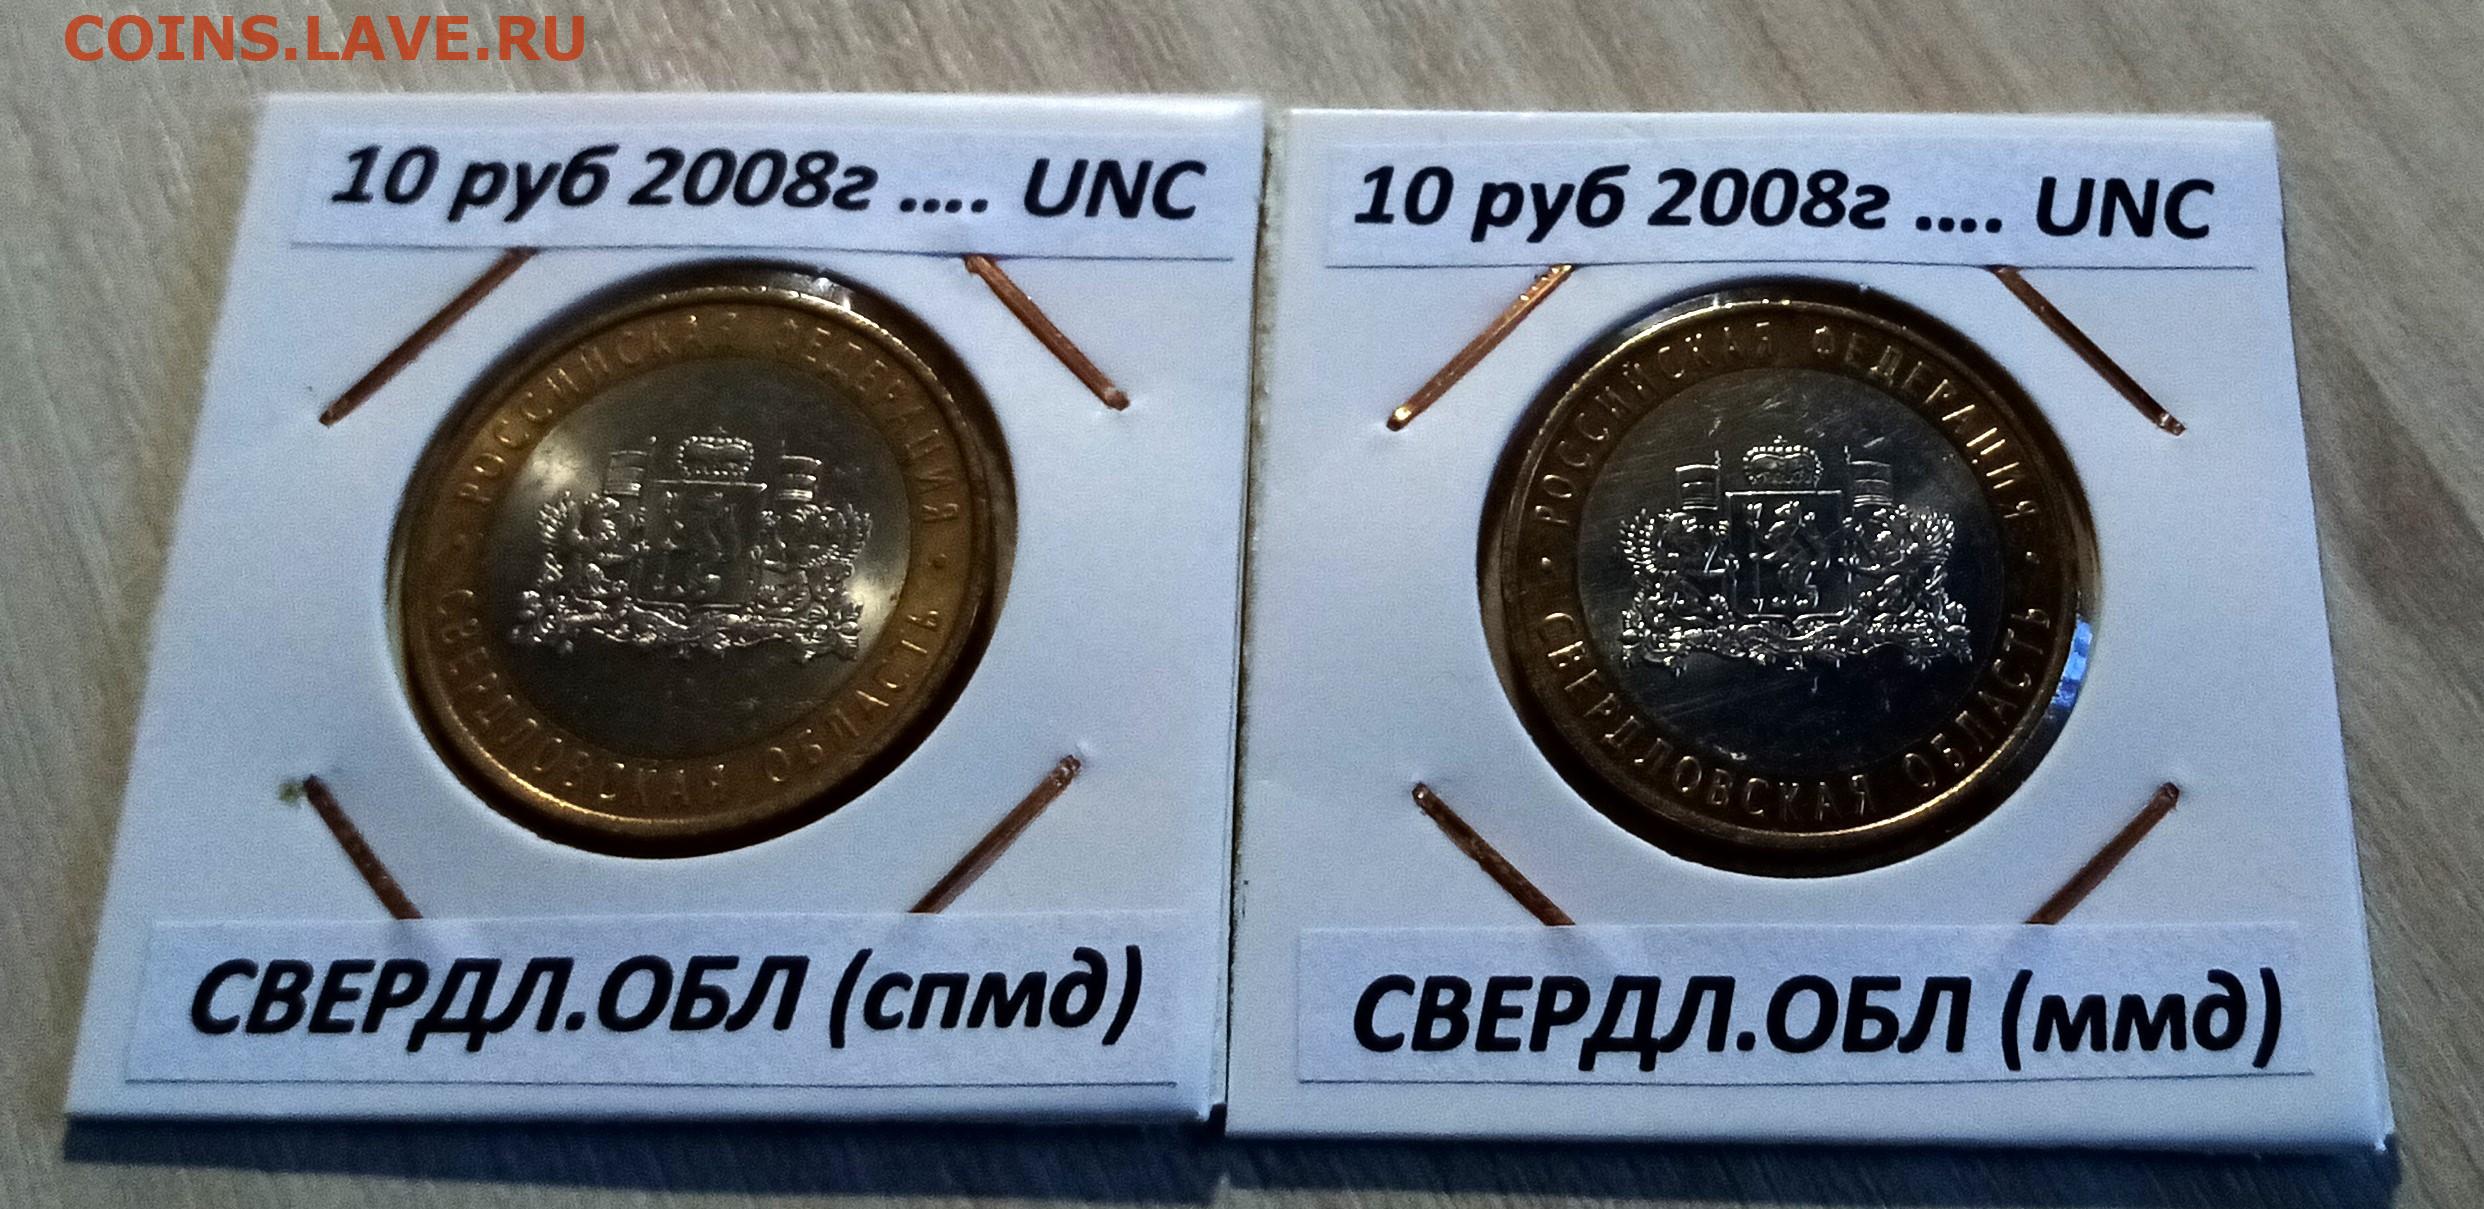 COINS.LAVE.RU
10 руб 2008г .... UNC
РОССИЙСКАЯ ФЕДЕРАЦИЯ
СВЕРДЛОВСКАЯ ОБЛАСТЬ
СВЕРДЛ.ОБЛ (спмд)
10 руб 2008г .... UNC
РОССИЙСКАЯ ФЕДЕРАЦИЯ
СВЕРДЛОВСКАЯ ОБЛАСТЬ
СВЕРДЛ.ОБЛ (ммд)